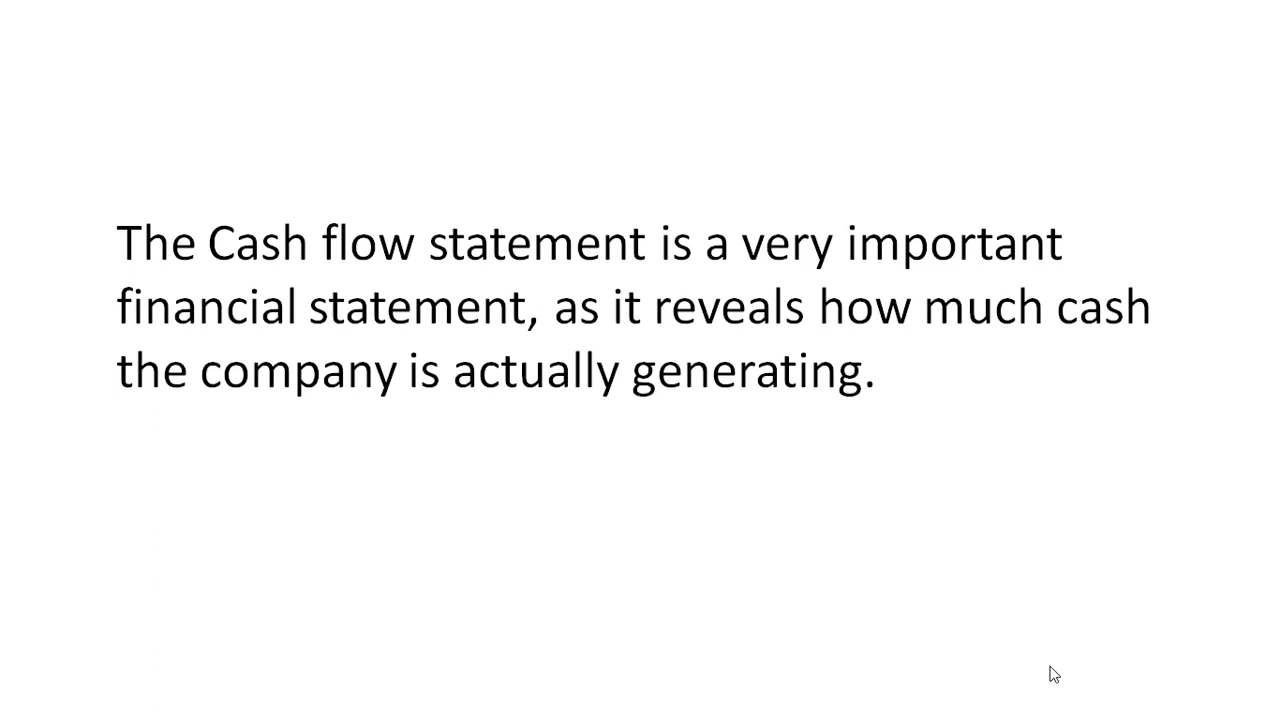 The Cash flow statement is a very important
financial statement, as it reveals how much cash
the company is actually generating.